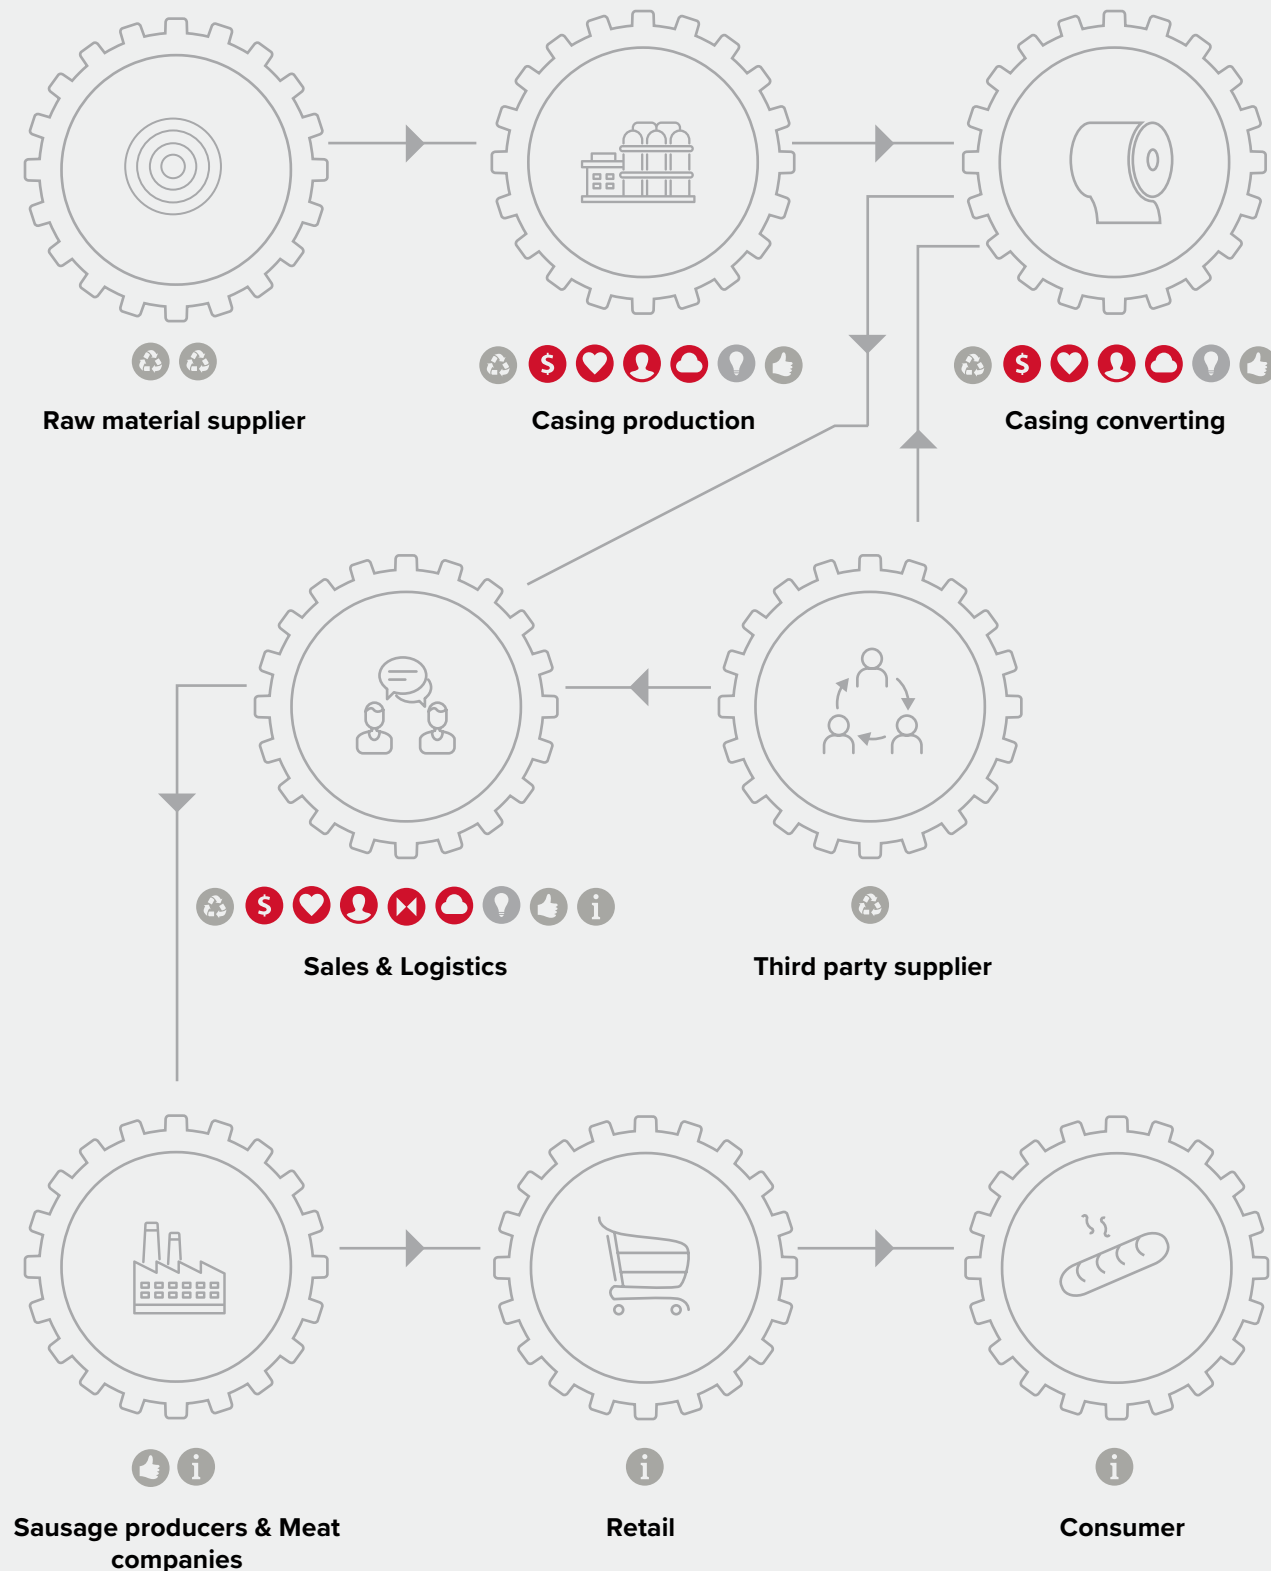 Raw material supplier
Casing production
Casing converting
Sales & Logistics
Third party supplier
Sausage producers & Meat
companies
Retail
Consumer